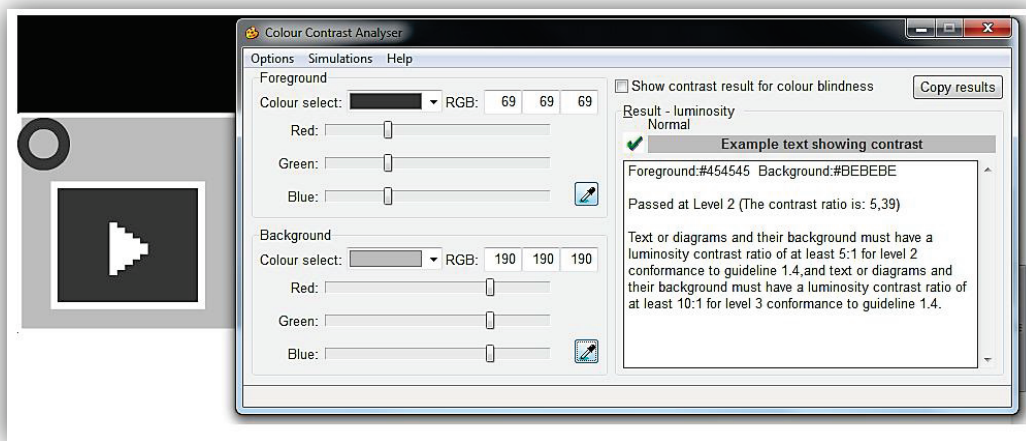 Colour Contrast Analyser
Options Simulations Help
Foreground
Colour select: RGB: 69 69 69
Red:
Green:
Blue:
Background
Colour select: RGB: 190 190 190
Red:
Green:
Blue:
Show contrast result for colour blindness
Copy results
Result - luminosity
Normal
Example text showing contrast
Foreground:#454545 Background:#BEBEBE
Passed at Level 2 (The contrast ratio is: 5,39)
Text or diagrams and their background must have a
luminosity contrast ratio of at least 5:1 for level 2
conformance to guideline 1.4,and text or diagrams and
their background must have a luminosity contrast ratio of
at least 10:1 for level 3 conformance to guideline 1.4.